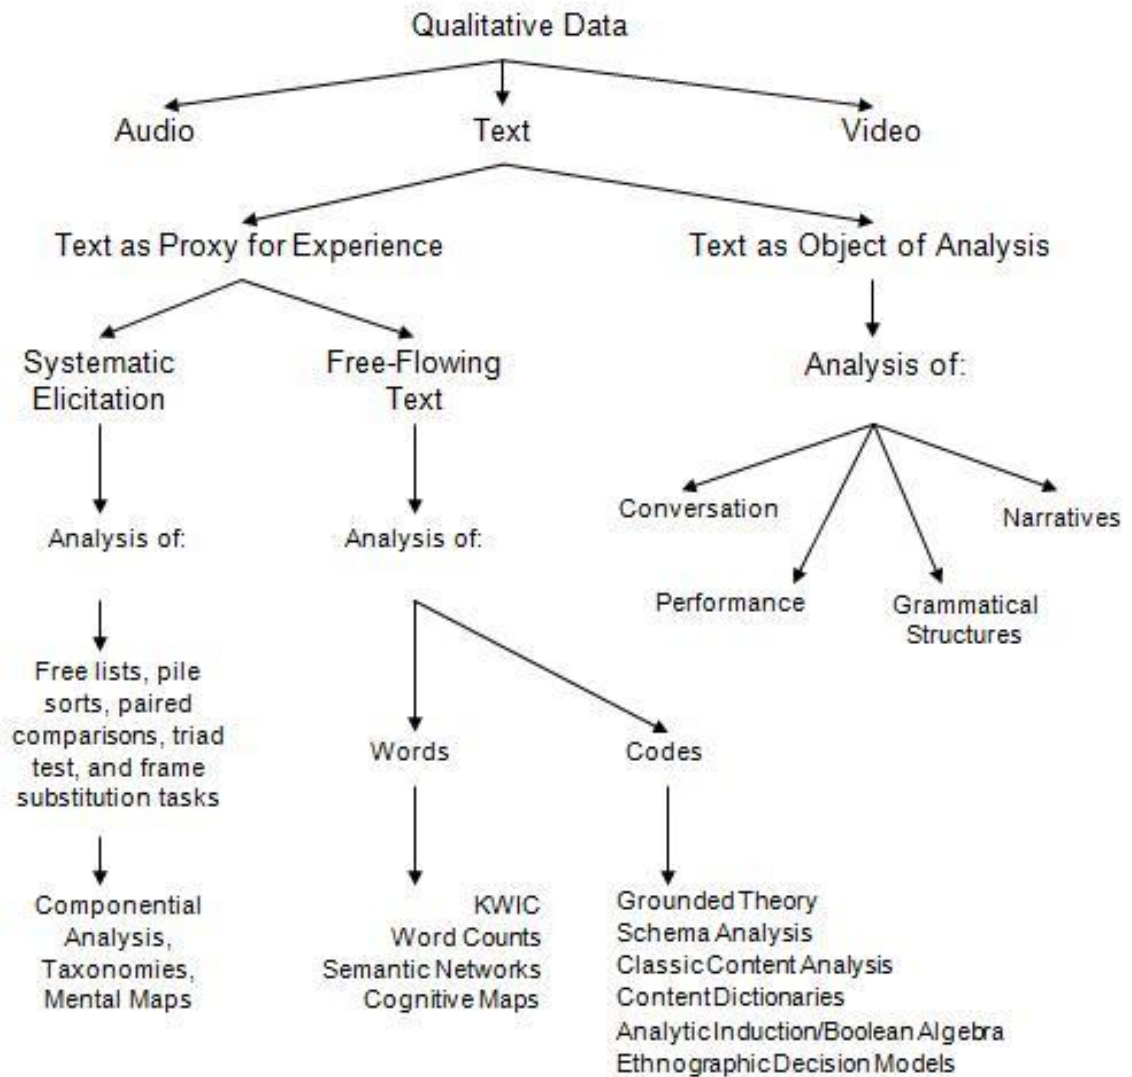 Qualitative Data
Audio
Text
Video
Text as Proxy for Experience
Text as Object of Analysis
Systematic
Elicitation
Free-Flowing
Text
Analysis of:
Conversation
Narratives
Performance
Grammatical
Structures
Analysis of:
Analysis of:
Free lists, pile
sorts, paired
comparisons, triad
test, and frame
substitution tasks
Words
Codes
Componential
Analysis,
Taxonomies,
Mental Maps
KWIC
Word Counts
Semantic Networks
Cognitive Maps
Grounded Theory
Schema Analysis
Classic Content Analysis
Content Dictionaries
Analytic Induction/Boolean Algebra
Ethnographic Decision Models